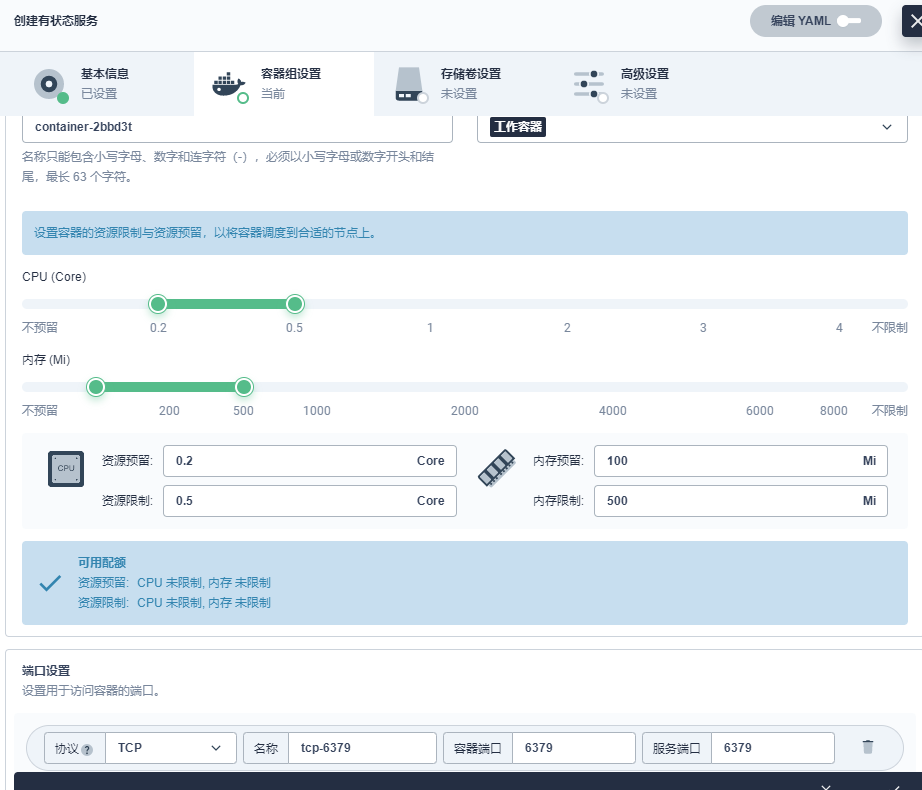 创建有状态服务
编辑 YAML
基本信息
已设置
容器组设置
当前
存储卷设置
未设置
高级设置
未设置
container-2bbd3t
工作容器
名称只能包含小写字母、数字和连字符（-），必须以小写字母或数字开头和结
尾，最长 63 个字符。
设置容器的资源限制与资源预留，以将容器调度到合适的节点上。
CPU (Core)
不预留 0.2 0.5 1 2 3 4 不限制
内存 (Mi)
不预留 200 500 1000 2000 4000 6000 8000 不限制
CPU
资源预留: 0.2 Core
内存预留: 100 Mi
资源限制: 0.5 Core
内存限制: 500 Mi
可用配额
资源预留: CPU 未限制, 内存 未限制
资源限制: CPU 未限制, 内存 未限制
端口设置
设置用于访问容器的端口。
协议 ? TCP 名称 tcp-6379 容器端口 6379 服务端口 6379